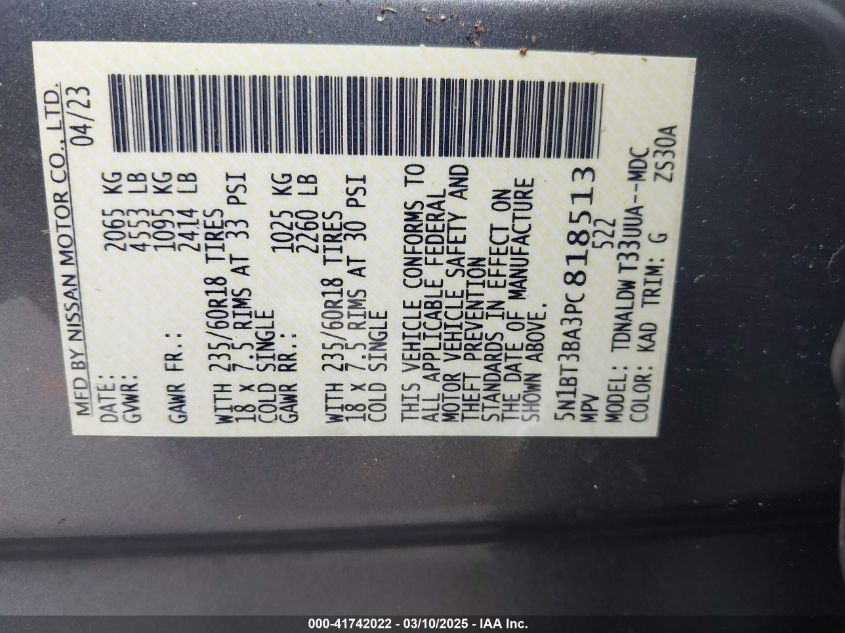 MFD BY NISSAN MOTOR CO., LTD.
DATE: 04/23
GVWR: 2065 KG
4553 LB
GAWR FR.: 1095 KG
2414 LB
WITH 235/60R18 TIRES
18 X 7.5 RIMS AT 33 PSI
COLD SINGLE
GAWR RR.: 1025 KG
2260 LB
WITH 235/60R18 TIRES
18 X 7.5 RIMS AT 30 PSI
COLD SINGLE
THIS VEHICLE CONFORMS TO
ALL APPLICABLE FEDERAL
MOTOR VEHICLE SAFETY AND
THEFT PREVENTION
STANDARDS IN EFFECT ON
THE DATE OF MANUFACTURE
SHOWN ABOVE.
5N1BT3BA3PC818513
MPV 522
MODEL: TDNALDW T33UUA--MDC
COLOR: KAD TRIM: G ZS30A
000-41742022 - 03/10/2025 - IAA Inc.